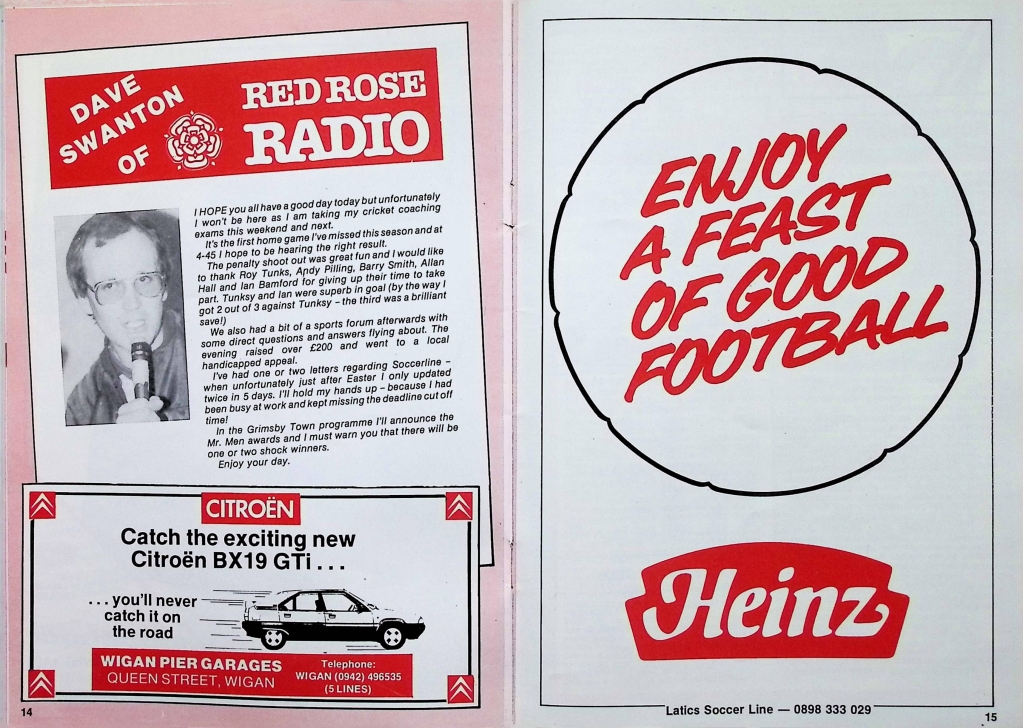 DAVE
SWANTON
OF
RED ROSE
RADIO
I HOPE you all have a good day today but unfortunately
I won't be here as I am taking my cricket coaching
exams this weekend and next.
It's the first home game I've missed this season and at
4-45 I hope to be hearing the right result.
The penalty shoot out was great fun and I would like
to thank Roy Tunks, Andy Pilling, Barry Smith, Allan
Hall and Ian Bamford for giving up their time to take
part. Tunksy and Ian were superb in goal (by the way I
got 2 out of 3 against Tunksy – the third was a brilliant
save!)
We also had a bit of a sports forum afterwards with
some direct questions and answers flying about. The
evening raised over £200 and went to a local
handicapped appeal.
I've had one or two letters regarding Soccerline –
when unfortunately just after Easter I only updated
twice in 5 days. I'll hold my hands up – because I had
been busy at work and kept missing the deadline cut off
time!
In the Grimsby Town programme I'll announce the
Mr. Men awards and I must warn you that there will be
one or two shock winners.
Enjoy your day.
CITROËN
Catch the exciting new
Citroën BX19 GTi . . .
. . . you'll never
catch it on
the road
WIGAN PIER GARAGES
QUEEN STREET, WIGAN
Telephone:
WIGAN (0942) 496535
(5 LINES)
14
ENJOY
A FEAST
OF GOOD
FOOTBALL
Heinz
Latics Soccer Line — 0898 333 029
15